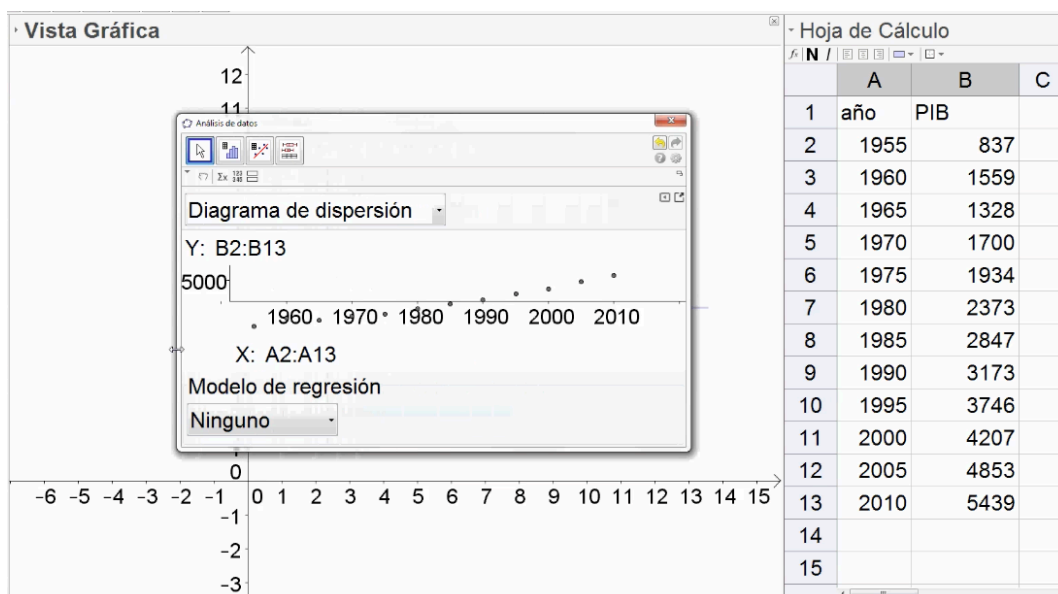 Vista Gráfica
12
11
0
-6 -5 -4 -3 -2 -1 0 1 2 3 4 5 6 7 8 9 10 11 12 13 14 15
-1
-2
-3
Análisis de datos
Σx 123
Diagrama de dispersión
Y: B2:B13
5000
1960 1970 1980 1990 2000 2010
X: A2:A13
Modelo de regresión
Ninguno
Hoja de Cálculo
fx N I
A B C
1 año PIB
2 1955 837
3 1960 1559
4 1965 1328
5 1970 1700
6 1975 1934
7 1980 2373
8 1985 2847
9 1990 3173
10 1995 3746
11 2000 4207
12 2005 4853
13 2010 5439
14
15